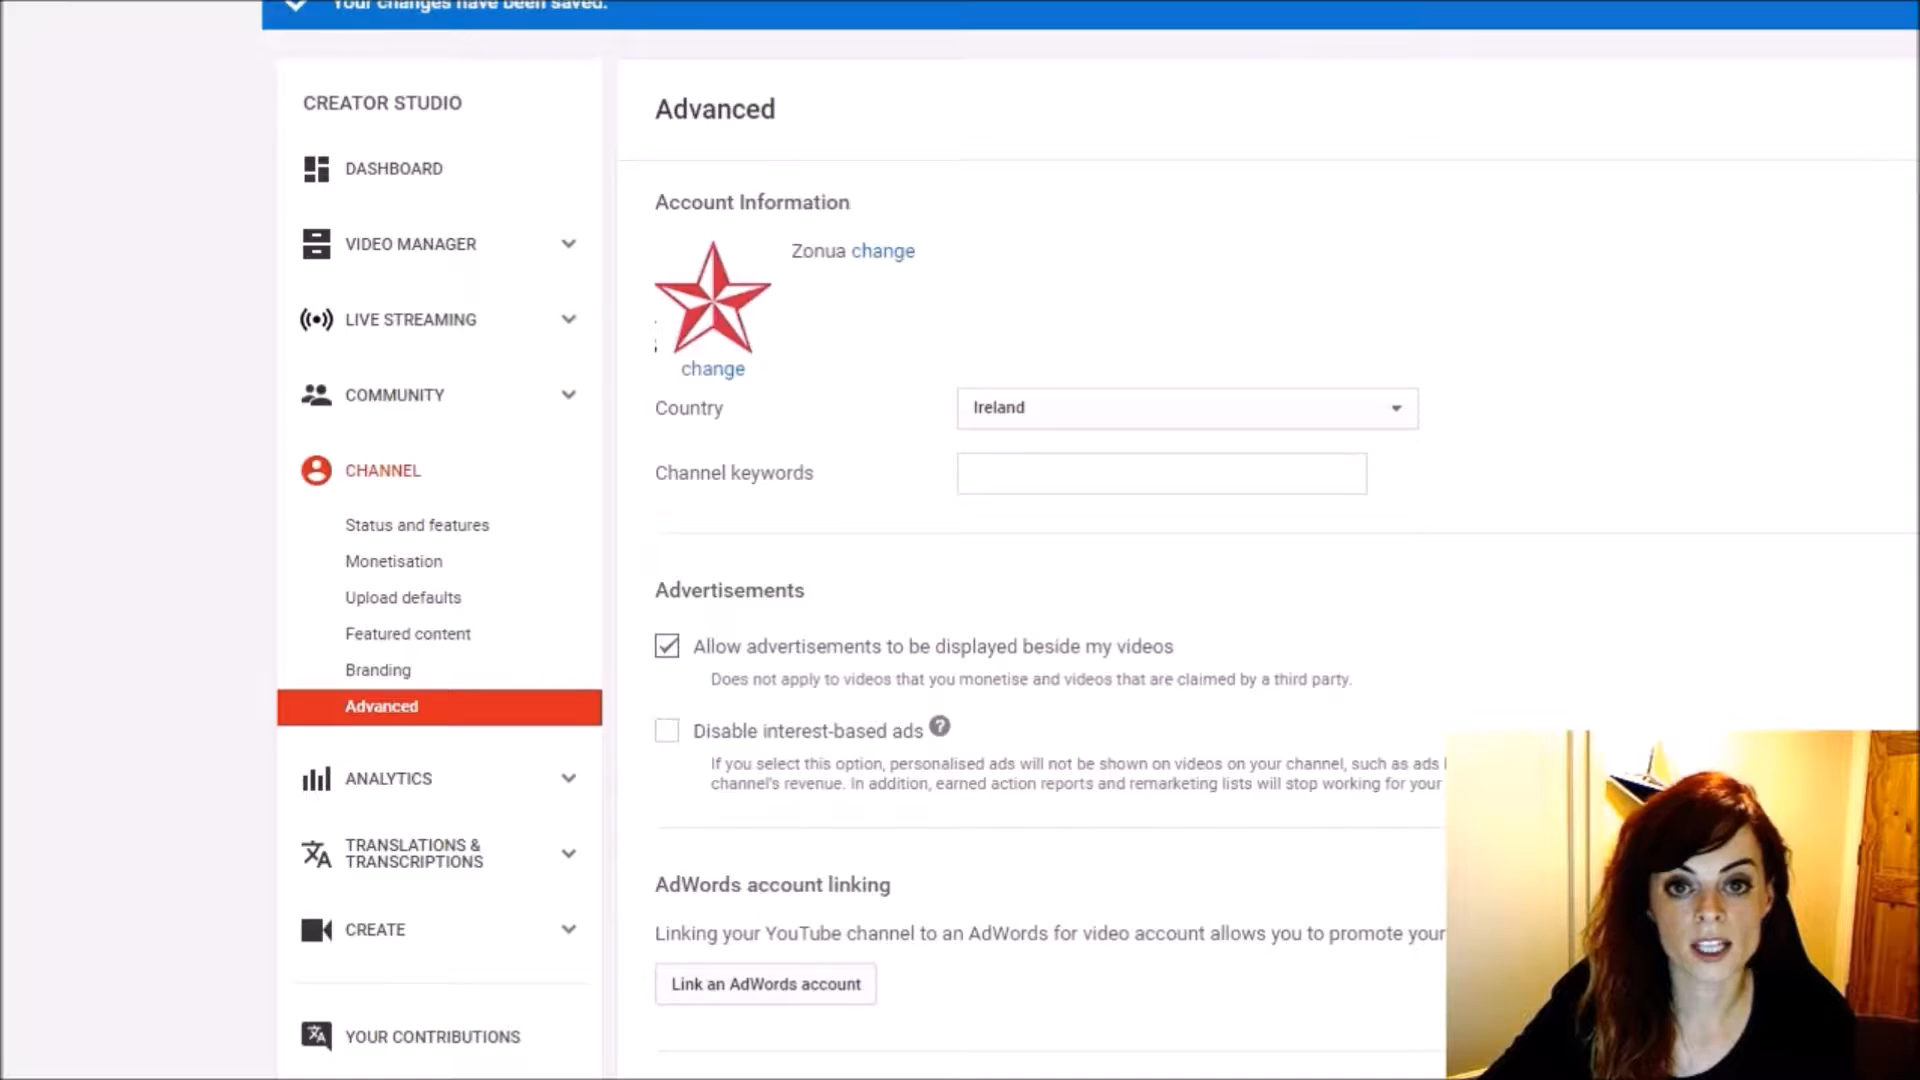 Your changes have been saved.
CREATOR STUDIO
DASHBOARD
VIDEO MANAGER
LIVE STREAMING
COMMUNITY
CHANNEL
Status and features
Monetisation
Upload defaults
Featured content
Branding
Advanced
ANALYTICS
TRANSLATIONS &
TRANSCRIPTIONS
CREATE
YOUR CONTRIBUTIONS
Advanced
Account Information
Zonua change
change
Country
Ireland
Channel keywords
Advertisements
Allow advertisements to be displayed beside my videos
Does not apply to videos that you monetise and videos that are claimed by a third party.
Disable interest-based ads ?
If you select this option, personalised ads will not be shown on videos on your channel, such as ads
channel's revenue. In addition, earned action reports and remarketing lists will stop working for your
AdWords account linking
Linking your YouTube channel to an AdWords for video account allows you to promote your
Link an AdWords account